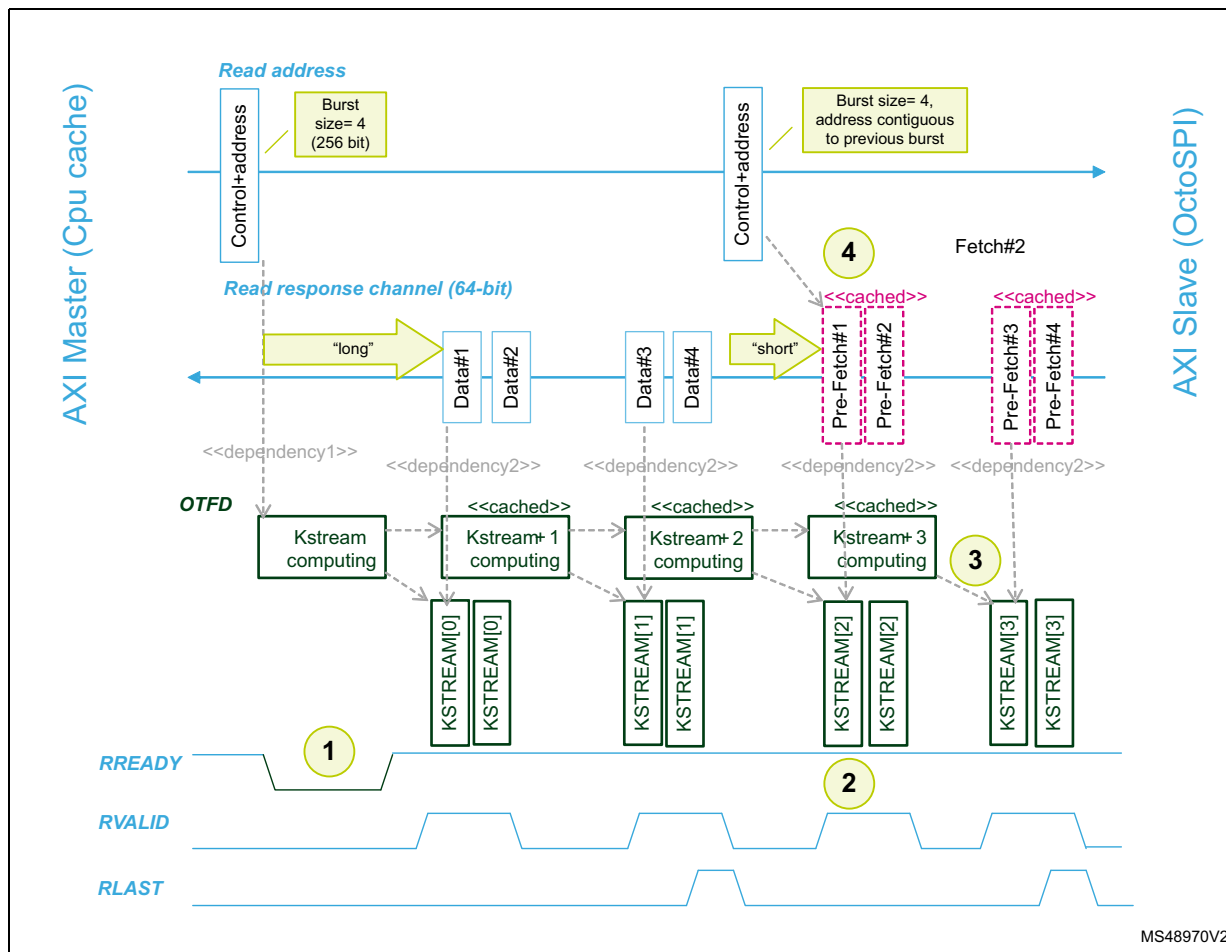 AXI Master (Cpu cache)
AXI Slave (OctoSPI)
Read address
Control+address
Burst
size= 4
(256 bit)
Control+address
Burst size= 4,
address contiguous
to previous burst
4
Fetch#2
Read response channel (64-bit)
<<cached>>
<<cached>>
“long”
Data#1
Data#2
Data#3
Data#4
“short”
Pre-Fetch#1
Pre-Fetch#2
Pre-Fetch#3
Pre-Fetch#4
<<dependency1>>
<<dependency2>>
<<dependency2>>
<<dependency2>>
<<dependency2>>
OTFD
<<cached>>
<<cached>>
<<cached>>
Kstream
computing
Kstream+ 1
computing
Kstream+ 2
computing
Kstream+ 3
computing
3
KSTREAM[0]
KSTREAM[0]
KSTREAM[1]
KSTREAM[1]
KSTREAM[2]
KSTREAM[2]
KSTREAM[3]
KSTREAM[3]
1
RREADY
2
RVALID
RLAST
MS48970V2